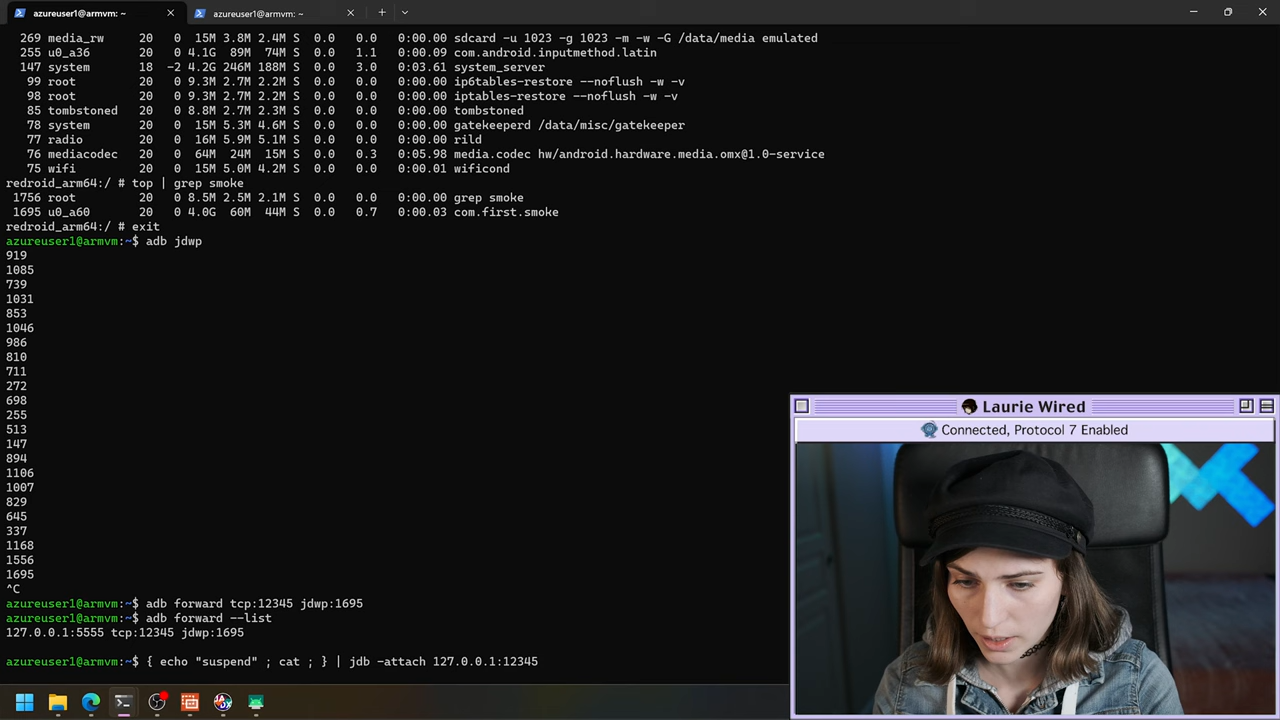 azureuser1@armvm: ~
azureuser1@armvm: ~
269 media_rw 20 0 15M 3.8M 2.4M S 0.0 0.0 0:00.00 sdcard -u 1023 -g 1023 -m -w -G /data/media emulated
255 u0_a36 20 0 4.1G 89M 74M S 0.0 1.1 0:00.09 com.android.inputmethod.latin
147 system 18 -2 4.2G 246M 188M S 0.0 3.0 0:03.61 system_server
99 root 20 0 9.3M 2.7M 2.2M S 0.0 0.0 0:00.00 ip6tables-restore --noflush -w -v
98 root 20 0 9.3M 2.7M 2.2M S 0.0 0.0 0:00.00 iptables-restore --noflush -w -v
85 tombstoned 20 0 8.8M 2.7M 2.3M S 0.0 0.0 0:00.00 tombstoned
78 system 20 0 15M 5.3M 4.6M S 0.0 0.0 0:00.00 gatekeeperd /data/misc/gatekeeper
77 radio 20 0 16M 5.9M 5.1M S 0.0 0.0 0:00.00 rild
76 mediacodec 20 0 64M 24M 15M S 0.0 0.3 0:05.98 media.codec hw/android.hardware.media.omx@1.0-service
75 wifi 20 0 15M 5.0M 4.2M S 0.0 0.0 0:00.01 wificond
redroid_arm64:/ # top | grep smoke
1756 root 20 0 8.5M 2.5M 2.1M S 0.0 0.0 0:00.00 grep smoke
1695 u0_a60 20 0 4.0G 60M 44M S 0.0 0.7 0:00.03 com.first.smoke
redroid_arm64:/ # exit
azureuser1@armvm:~$ adb jdwp
919
1085
739
1031
853
1046
986
810
711
272
698
255
513
147
894
1106
1007
829
645
337
1168
1556
1695
^C
azureuser1@armvm:~$ adb forward tcp:12345 jdwp:1695
azureuser1@armvm:~$ adb forward --list
127.0.0.1:5555 tcp:12345 jdwp:1695
azureuser1@armvm:~$ { echo "suspend" ; cat ; } | jdb -attach 127.0.0.1:12345
Laurie Wired
Connected, Protocol 7 Enabled